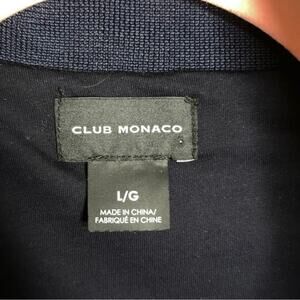 CLUB MONACO
L/G
MADE IN CHINA/
FABRIQUÉ EN CHINE